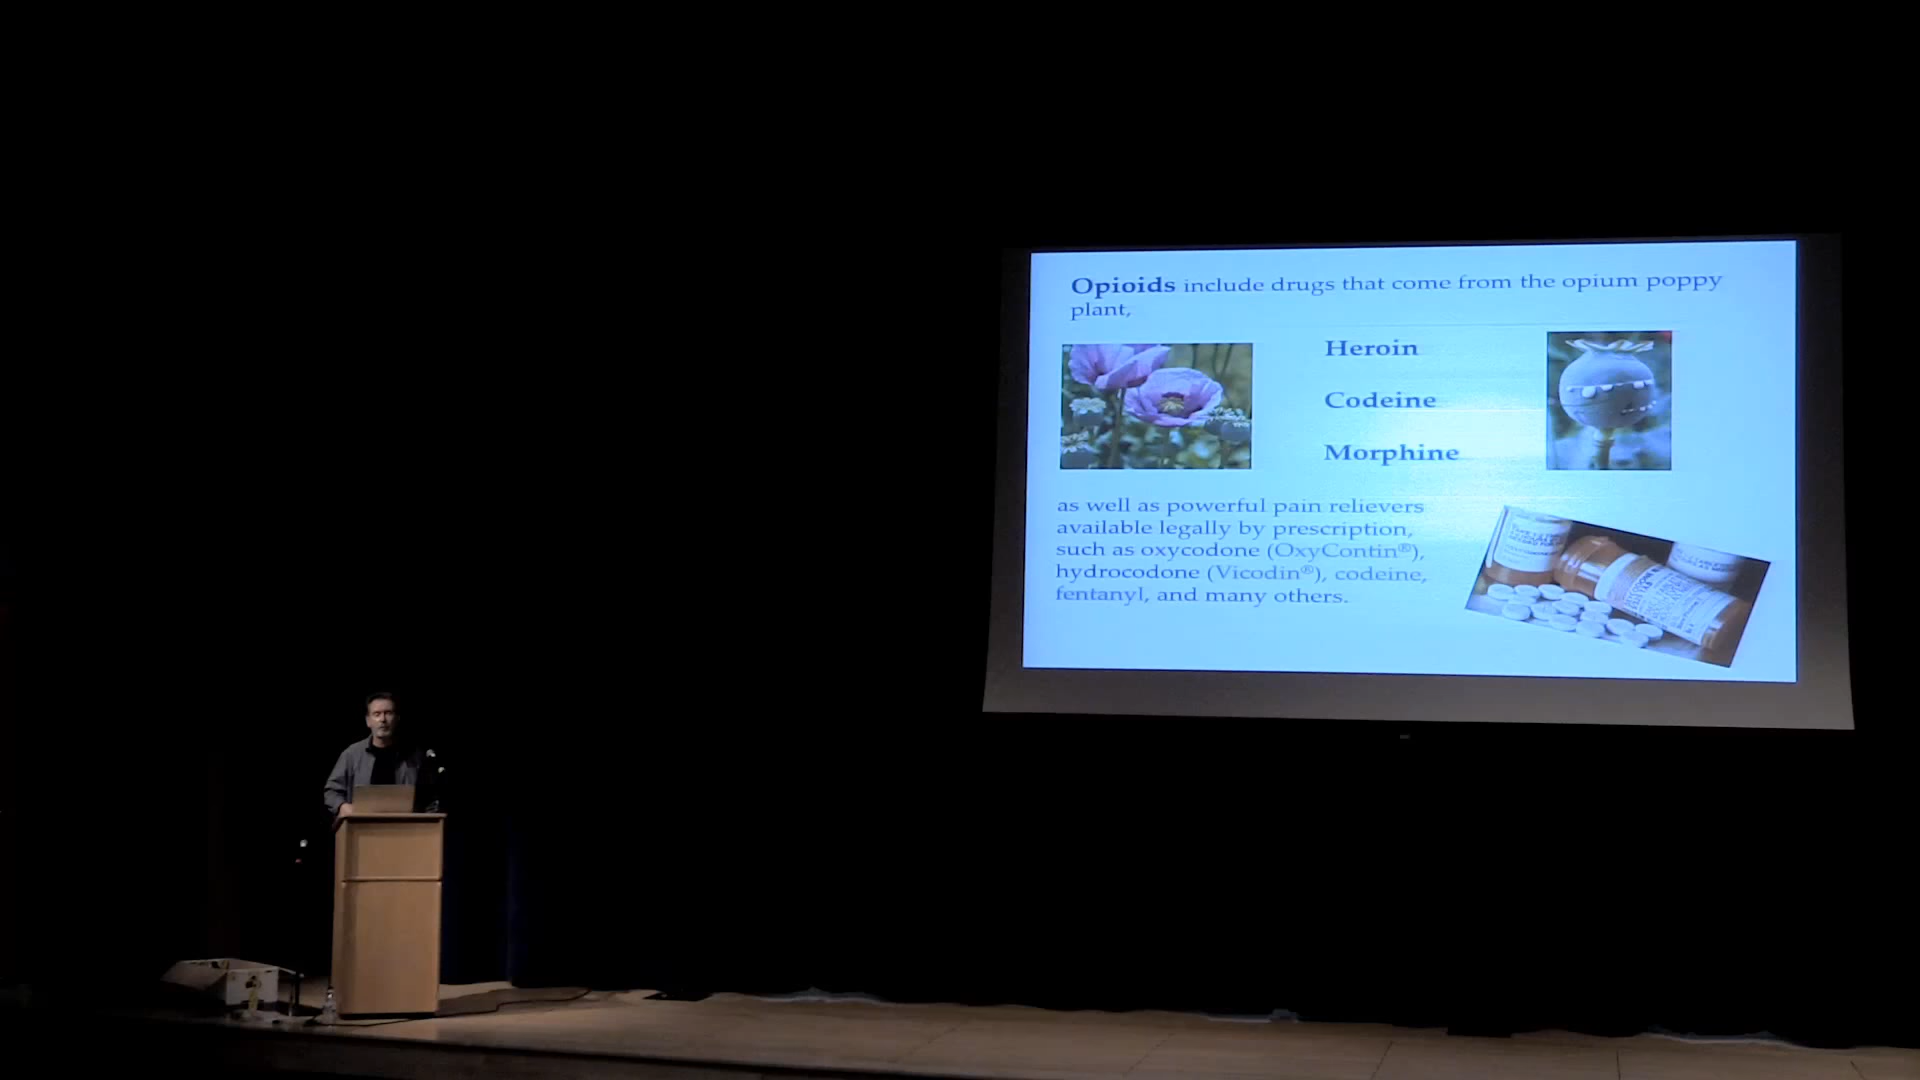 Opioids include drugs that come from the opium poppy
plant,
Heroin
Codeine
Morphine
as well as powerful pain relievers
available legally by prescription,
such as oxycodone (OxyContin®),
hydrocodone (Vicodin®), codeine,
fentanyl, and many others.